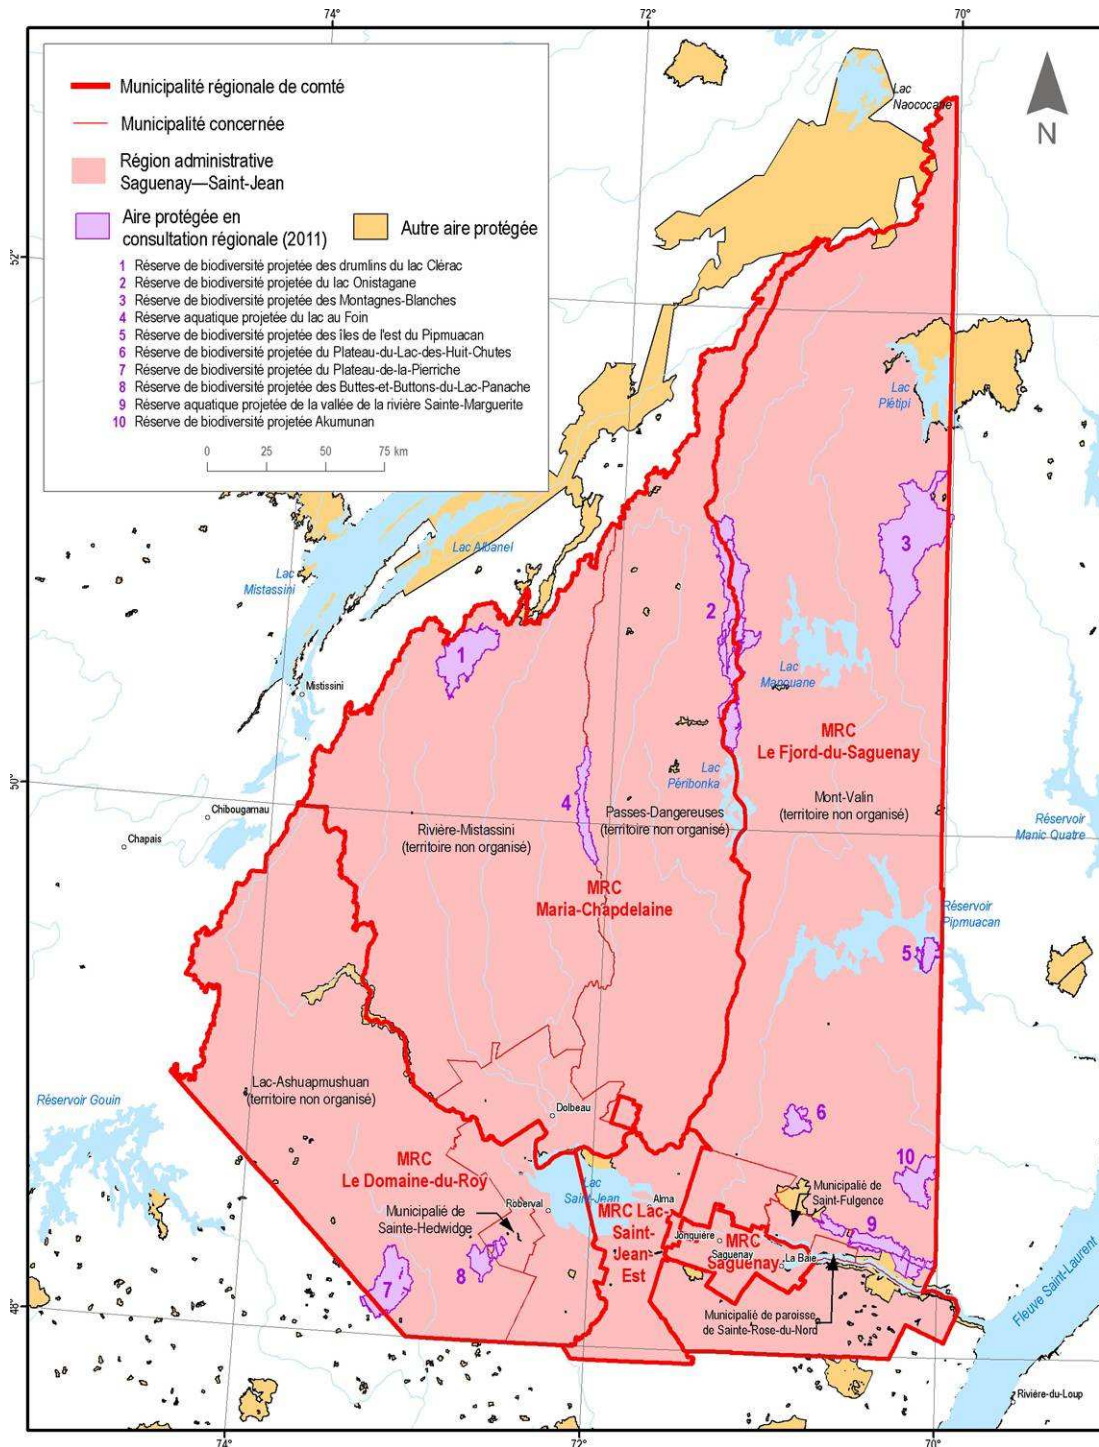 74°
72°
70°
Municipalité régionale de comté
Municipalité concernée
Région administrative
Saguenay—Saint-Jean
Aire protégée en
consultation régionale (2011)
Autre aire protégée
1 Réserve de biodiversité projetée des drumlins du lac Clérac
2 Réserve de biodiversité projetée du lac Onistagane
3 Réserve de biodiversité projetée des Montagnes-Blanches
4 Réserve aquatique projetée du lac au Foin
5 Réserve de biodiversité projetée des îles de l'est du Pipmuacan
6 Réserve de biodiversité projetée du Plateau-du-Lac-des-Huit-Chutes
7 Réserve de biodiversité projetée du Plateau-de-la-Pierriche
8 Réserve de biodiversité projetée des Buttes-et-Buttons-du-Lac-Panache
9 Réserve aquatique projetée de la vallée de la rivière Sainte-Marguerite
10 Réserve de biodiversité projetée Akumunan
0 25 50 75 km
N
Lac
Naococane
52°
Lac
Plétipi
Lac Albanel
Lac
Mistassini
3
2
1
Lac
Manouane
Mistissini
MRC
Le Fjord-du-Saguenay
Lac
Péribonka
50°
Mont-Valin
(territoire non organisé)
4
Passes-Dangereuses
(territoire non organisé)
Chibougamau
Chapais
Rivière-Mistassini
(territoire non organisé)
Réservoir
Manic Quatre
MRC
Maria-Chapdelaine
Réservoir
Pipmuacan
5
Lac-Ashuapmushuan
(territoire non organisé)
Réservoir Gouin
Dolbeau
6
10
MRC
Le Domaine-du-Roy
Lac
Saint-Jean
Roberval
Alma
Municipalié de
Saint-Fulgence
Municipalié de
Sainte-Hedwidge
MRC Lac-
Saint-
Jean-
Est
9
Jonquière
Saguenay
MRC
Saguenay
La Baie
8
7
48°
Municipalié de paroisse
de Sainte-Rose-du-Nord
Fleuve Saint-Laurent
Rivière-du-Loup
74°
72°
70°